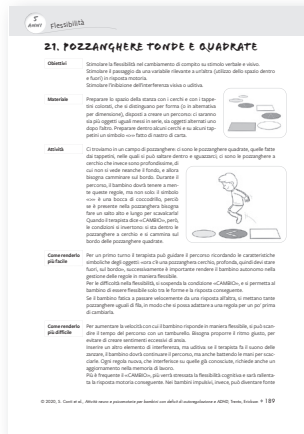 5
ANNI
Flessibilità
21. POZZANGHERE TONDE E QUADRATE
Obiettivi
Stimolare la flessibilità nel cambiamento di compito su stimolo verbale e visivo.
Stimolare il passaggio da una variabile rilevante a un'altra (utilizzo dello spazio dentro
e fuori) in risposta motoria.
Stimolare l'inibizione dell'interferenza visiva o uditiva.
Materiale
Preparare lo spazio della stanza con i cerchi e con i tappe-
tini colorati, che si distinguano per forma (o in alternativa
per dimensione), disposti a creare un percorso: ci saranno
sia più oggetti uguali messi in serie, sia oggetti alternati uno
dopo l'altro. Preparare dentro alcuni cerchi e su alcuni tap-
petini un simbolo «»» fatto di nastro di carta.
Attività
Ci troviamo in un campo di pozzanghere: ci sono le pozzanghere quadrate, quelle fatte
dai tappetini, nelle quali si può saltare dentro e sguazzarci; ci sono le pozzanghere a
cerchio che invece sono profondissime, di
cui non si vede neanche il fondo, e allora
bisogna camminare sul bordo. Durante il
percorso, il bambino dovrà tenere a men-
te queste regole, ma non solo: il simbolo
«»» è una bocca di coccodrillo, perciò
se è presente nella pozzanghera bisogna
fare un salto alto e lungo per scavalcarla!
Quando il terapista dice «CAMBIO», però,
le condizioni si invertono: si sta dentro le
pozzanghere a cerchio e si cammina sul
bordo delle pozzanghere quadrate.
Come renderlo
più facile
Per un primo turno il terapista può guidare il percorso ricordando le caratteristiche
simboliche degli oggetti: «ora c'è una pozzanghera cerchio, profonda, quindi devi stare
fuori, sul bordo», successivamente è importante rendere il bambino autonomo nella
gestione delle regole in maniera flessibile.
Per le difficoltà nella flessibilità, si sospenda la condizione «CAMBIO», e si permetta al
bambino di essere flessibile solo tra le forme e la risposta conseguente.
Se il bambino fatica a passare velocemente da una risposta all'altra, si mettano tante
pozzanghere uguali di fila, in modo che si possa adattare a una regola per un po' prima
di cambiarla.
Come renderlo
più difficile
Per aumentare la velocità con cui il bambino risponde in maniera flessibile, si può scan-
dire il tempo del percorso con un tamburello. Bisogna proporre il ritmo giusto, per
evitare di creare sentimenti eccessivi di ansia.
Inserire un altro elemento di interferenza, ma uditiva: se il terapista fa il suono delle
zanzare, il bambino dovrà continuare il percorso, ma anche battendo le mani per scac-
ciarle. Ogni regola nuova, che interferisca su quelle già conosciute, richiede anche un
aggiornamento nella memoria di lavoro.
Più è frequente il «CAMBIO», più verrà stressata la flessibilità cognitiva e sarà rallenta-
ta la risposta motoria conseguente. Nei bambini impulsivi, invece, può diventare fonte
© 2020, S. Conti et al., Attività neuro e psicomotorie per bambini con deficit di autoregolazione e ADHD, Trento, Erickson • 189